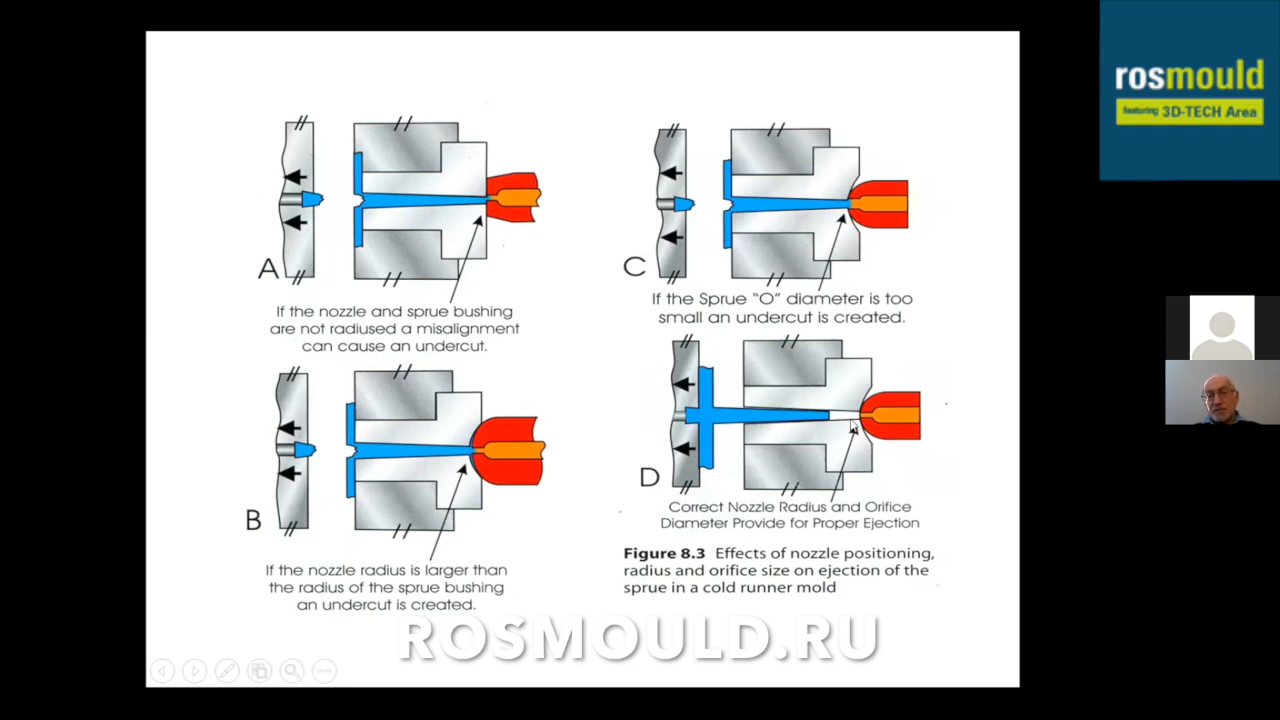 rosmould
featuring 3D-TECH Area
A
If the nozzle and sprue bushing
are not radiused a misalignment
can cause an undercut.
B
If the nozzle radius is larger than
the radius of the sprue bushing
an undercut is created.
C
If the Sprue "O" diameter is too
small an undercut is created.
D
Correct Nozzle Radius and Orifice
Diameter Provide for Proper Ejection
Figure 8.3 Effects of nozzle positioning,
radius and orifice size on ejection of the
sprue in a cold runner mold
ROSMOULD.RU